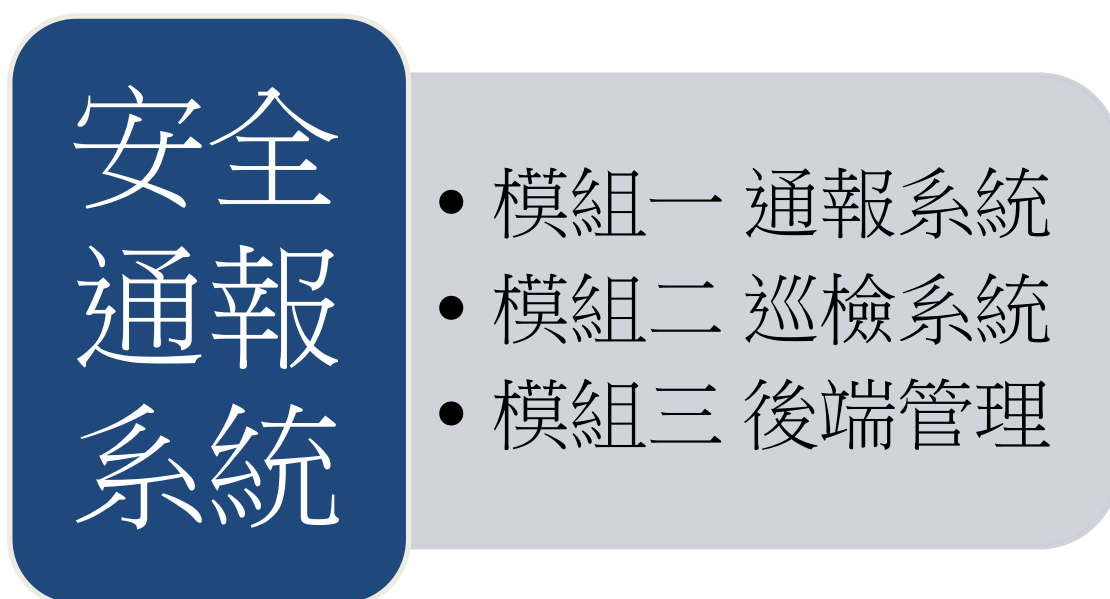 安全
通報
系統
• 模組一 通報系統
• 模組二 巡檢系統
• 模組三 後端管理